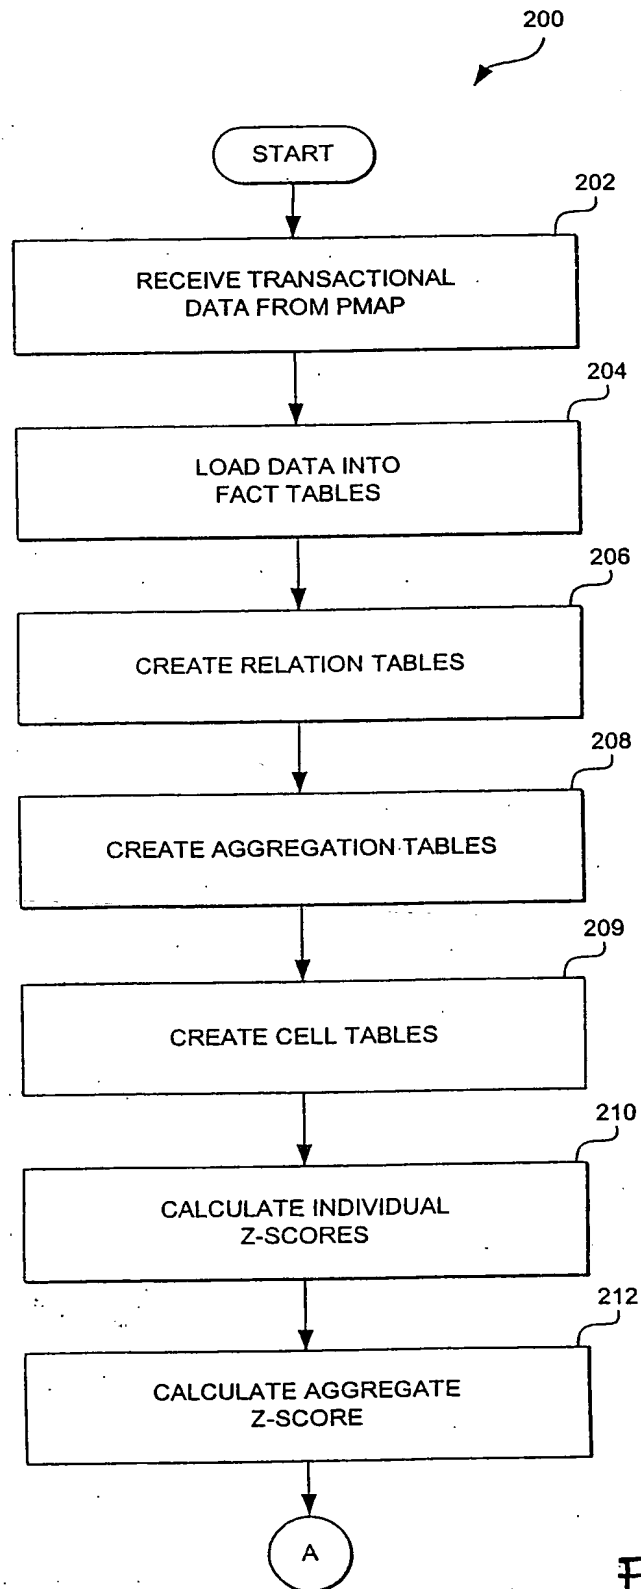 200
START
202
RECEIVE TRANSACTIONAL
DATA FROM PMAP
204
LOAD DATA INTO
FACT TABLES
206
CREATE RELATION TABLES
208
CREATE AGGREGATION TABLES
209
CREATE CELL TABLES
210
CALCULATE INDIVIDUAL
Z-SCORES
212
CALCULATE AGGREGATE
Z-SCORE
A